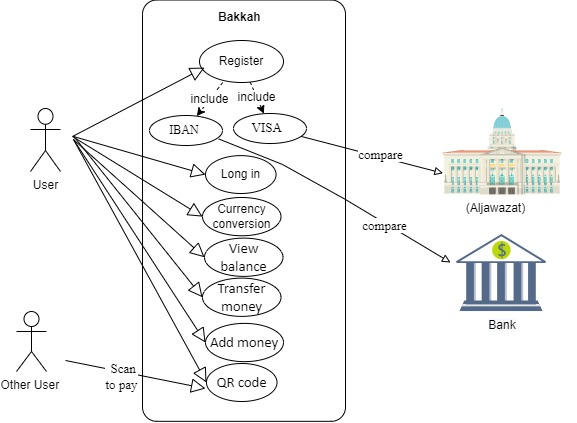 Bakkah
Register
include
include
IBAN
VISA
compare
User
Long in
(Aljawazat)
Currency
conversion
compare
View
balance
$
Transfer
money
Bank
Add money
Other User
Scan
to pay
QR code